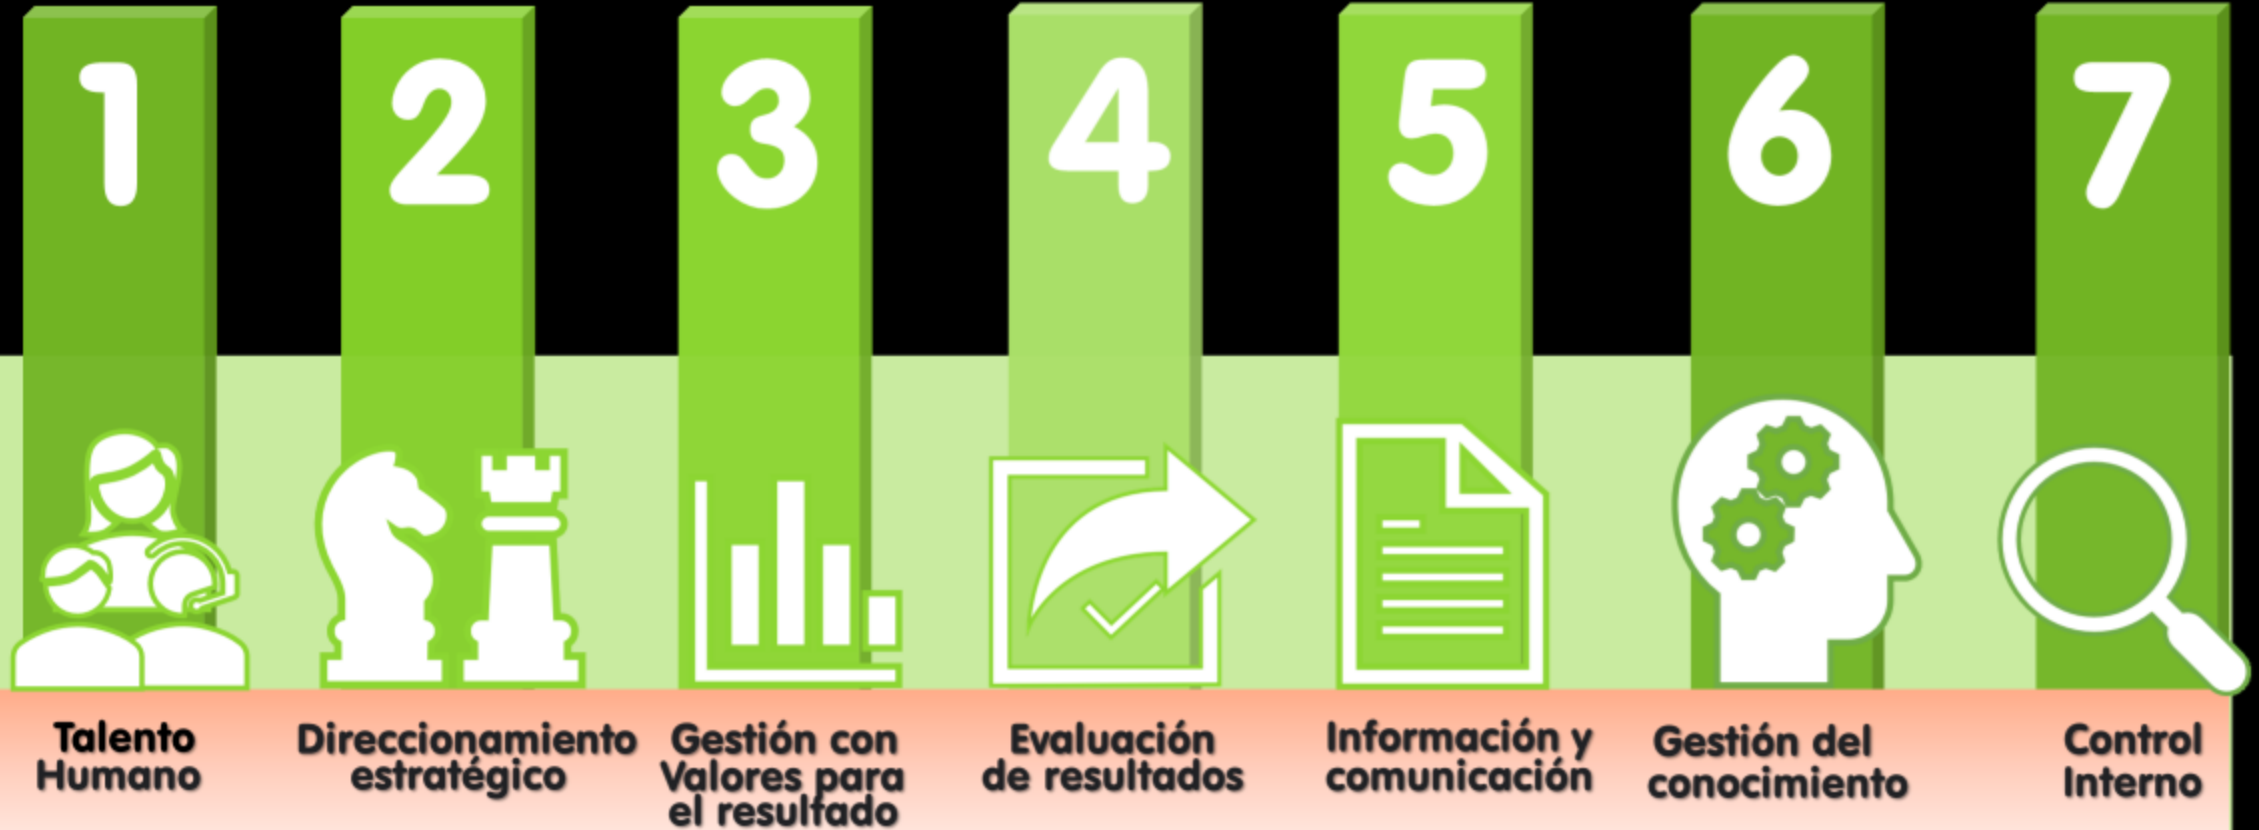 1
2
3
4
5
6
7
Talento
Humano
Direccionamiento
estratégico
Gestión con
Valores para
el resultado
Evaluación
de resultados
Información y
comunicación
Gestión del
conocimiento
Control
Interno